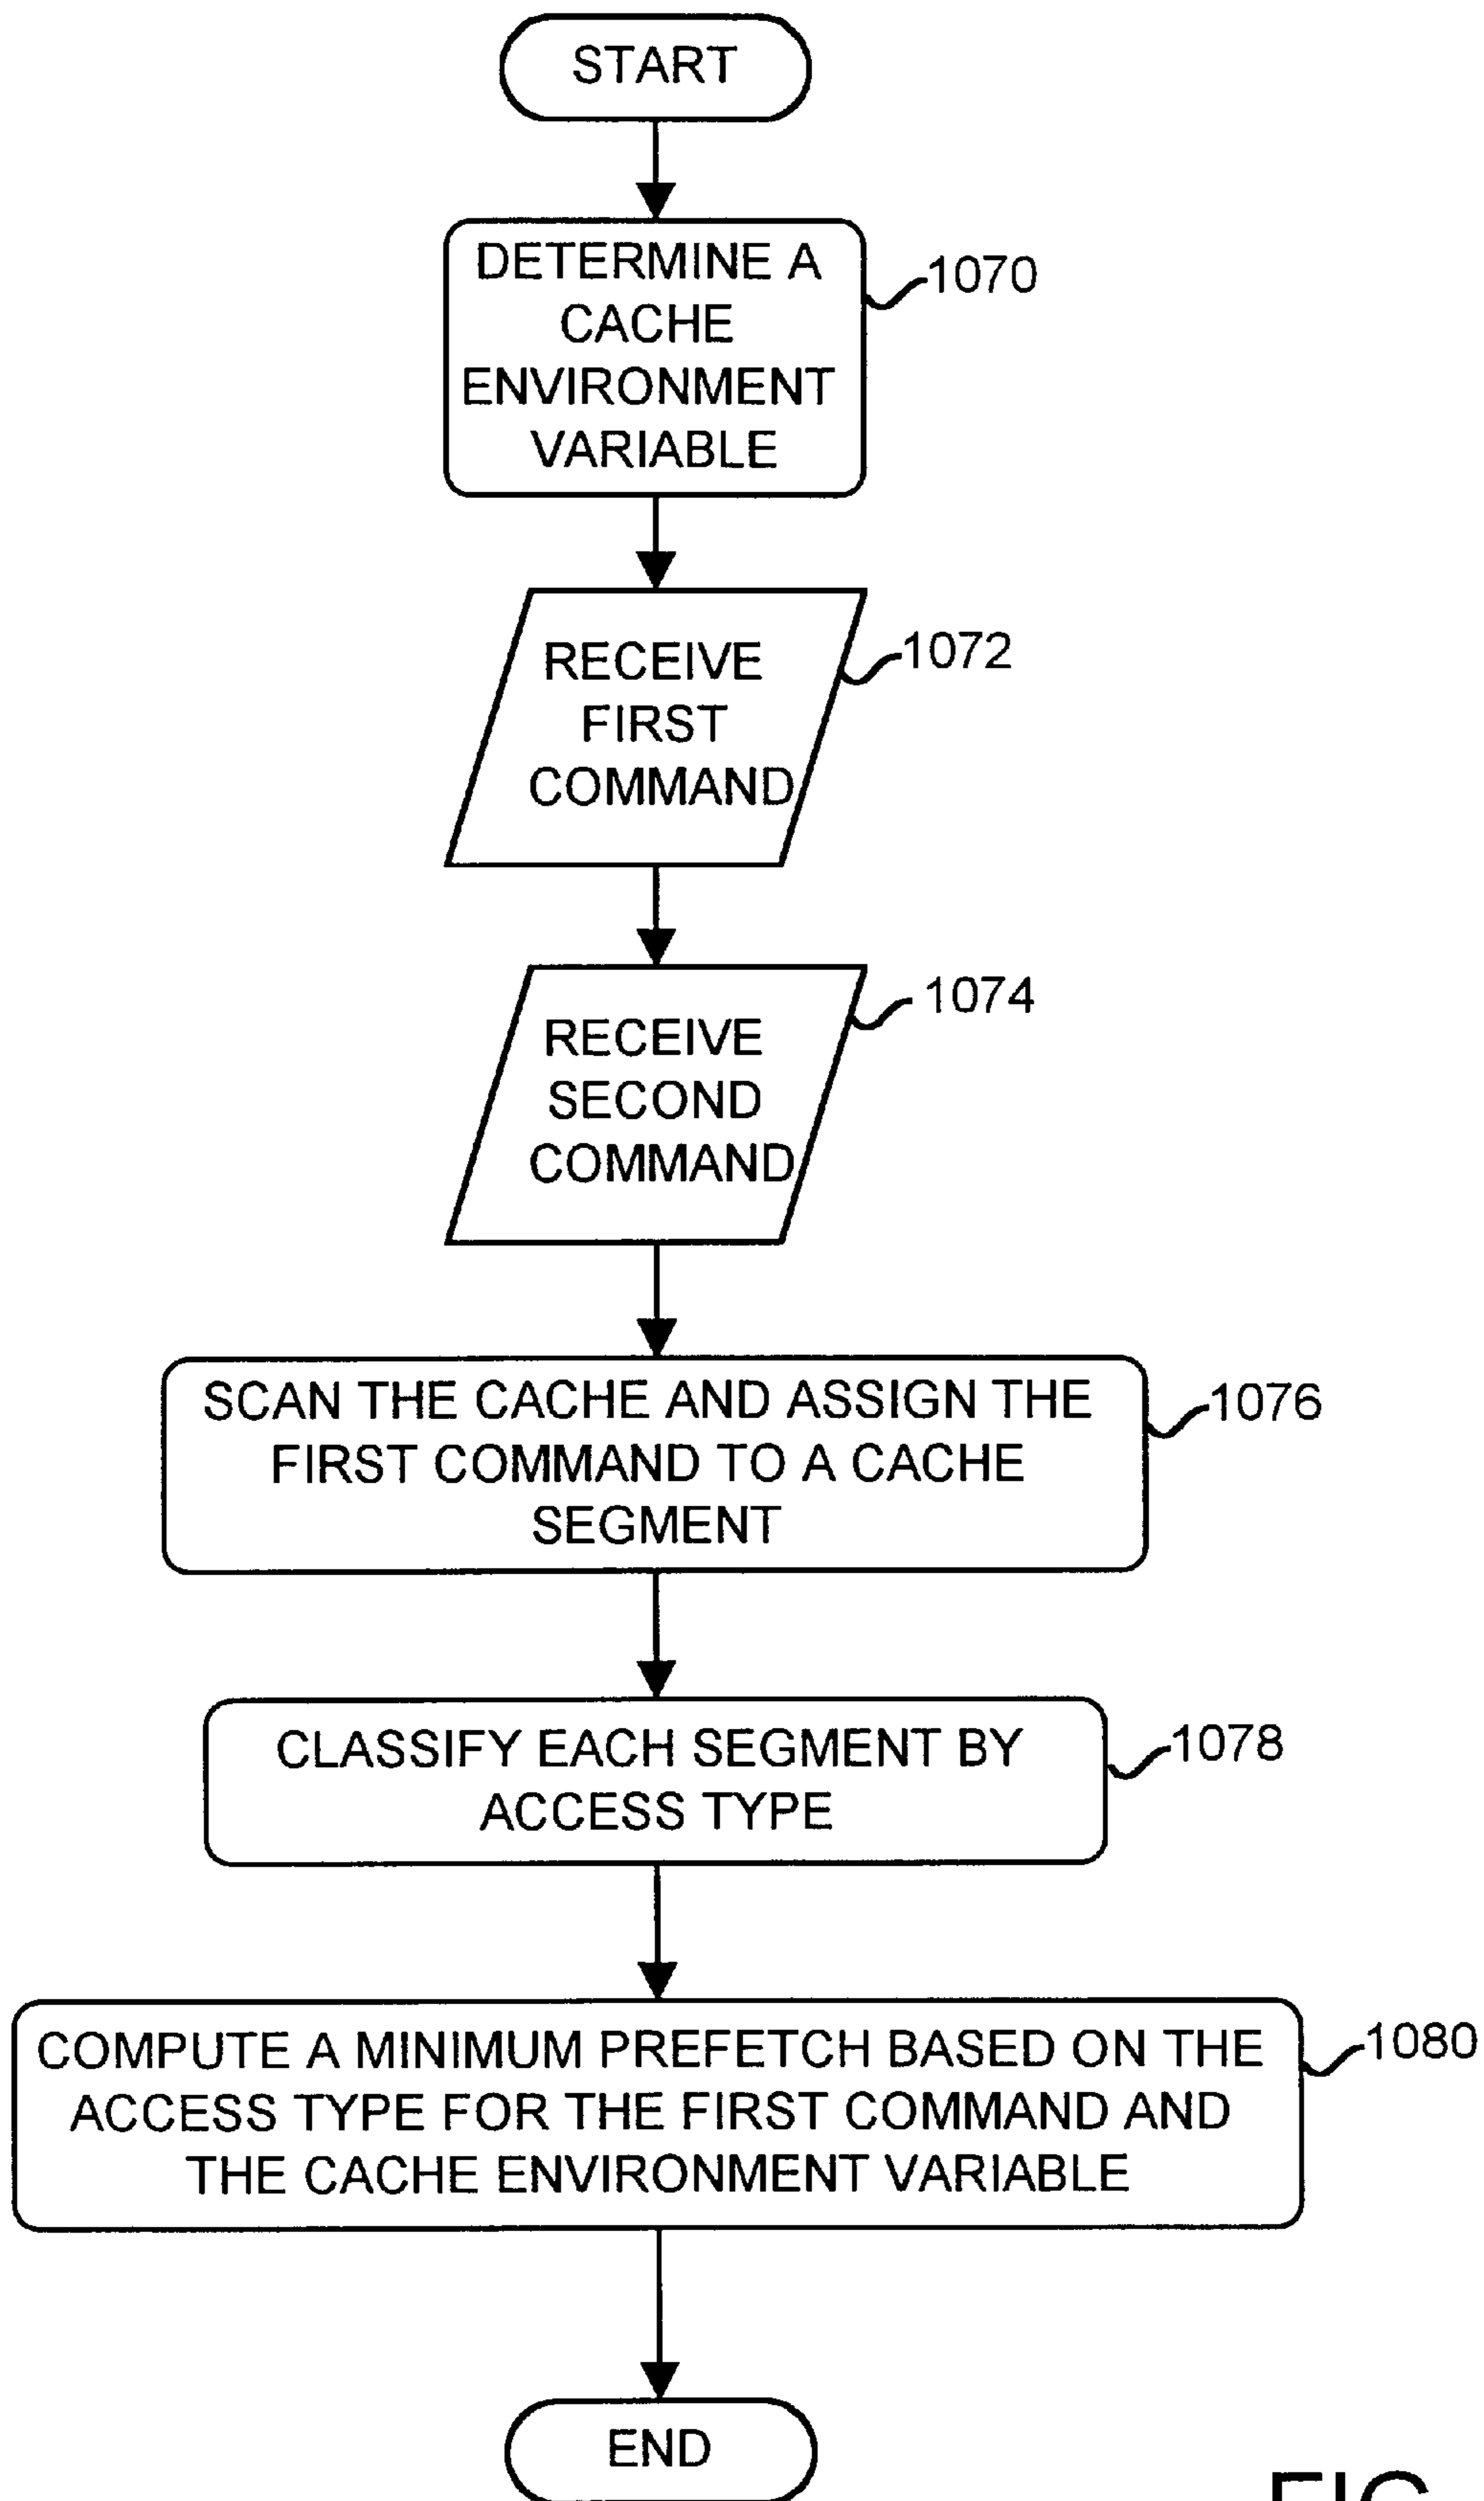 START
DETERMINE A
CACHE
ENVIRONMENT
VARIABLE
1070
RECEIVE
FIRST
COMMAND
1072
RECEIVE
SECOND
COMMAND
1074
SCAN THE CACHE AND ASSIGN THE
FIRST COMMAND TO A CACHE
SEGMENT
1076
CLASSIFY EACH SEGMENT BY
ACCESS TYPE
1078
COMPUTE A MINIMUM PREFETCH BASED ON THE
ACCESS TYPE FOR THE FIRST COMMAND AND
THE CACHE ENVIRONMENT VARIABLE
1080
END